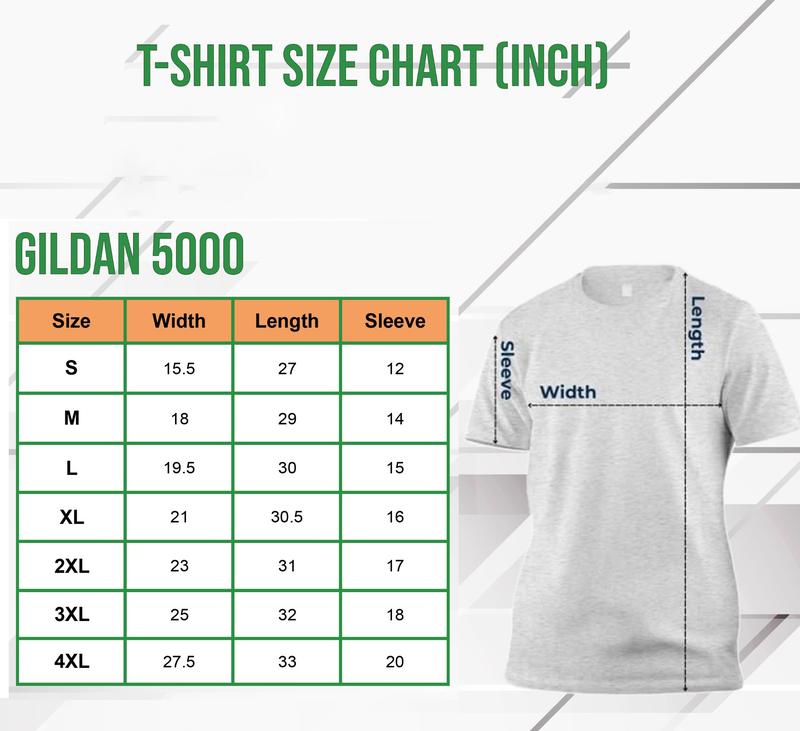 T-SHIRT SIZE CHART (INCH)
GILDAN 5000
Size Width Length Sleeve
S 15.5 27 12
M 18 29 14
L 19.5 30 15
XL 21 30.5 16
2XL 23 31 17
3XL 25 32 18
4XL 27.5 33 20
Sleeve
Width
Length